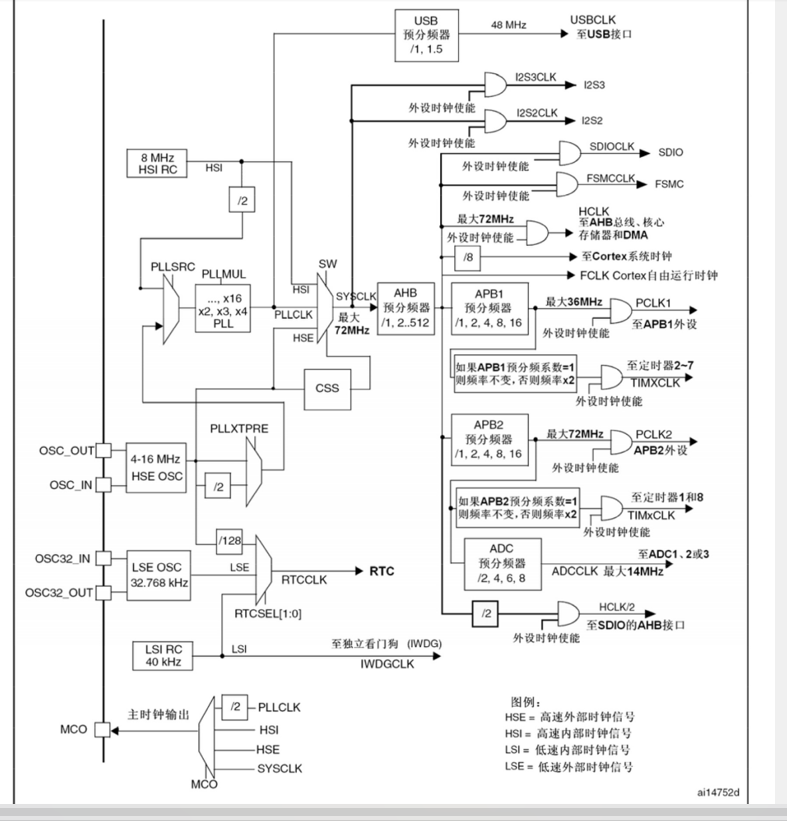 USB
预分频器
/1, 1.5
48 MHz
USBCLK
至USB接口
I2S3CLK
I2S3
外设时钟使能
I2S2CLK
I2S2
外设时钟使能
8 MHz
HSI RC
HSI
/2
SDIOCLK
SDIO
外设时钟使能
FSMCCLK
FSMC
外设时钟使能
最大72MHz
外设时钟使能
HCLK
至AHB总线、核心
存储器和DMA
/8
至Cortex系统时钟
FCLK Cortex自由运行时钟
PLLSRC
PLLMUL
..., x16
x2, x3, x4
PLL
SW
HSI
PLLCLK
HSE
SYSCLK
最大
72MHz
AHB
预分频器
/1, 2..512
APB1
预分频器
/1, 2, 4, 8, 16
最大36MHz
PCLK1
至APB1外设
外设时钟使能
CSS
如果APB1预分频系数=1
则频率不变,否则频率x2
至定时器2~7
TIMXCLK
外设时钟使能
PLLXTPRE
OSC_OUT
OSC_IN
4-16 MHz
HSE OSC
/2
APB2
预分频器
/1, 2, 4, 8, 16
最大72MHz
PCLK2
APB2外设
外设时钟使能
如果APB2预分频系数=1
则频率不变,否则频率x2
至定时器1和8
TIMxCLK
外设时钟使能
/128
OSC32_IN
OSC32_OUT
LSE OSC
32.768 kHz
LSE
RTCCLK
RTC
RTCSEL[1:0]
ADC
预分频器
/2, 4, 6, 8
至ADC1、2或3
ADCCLK 最大14MHz
/2
HCLK/2
至SDIO的AHB接口
外设时钟使能
LSI RC
40 kHz
LSI
至独立看门狗 (IWDG)
IWDGCLK
MCO
主时钟输出
/2
PLLCLK
HSI
HSE
SYSCLK
MCO
图例:
HSE = 高速外部时钟信号
HSI = 高速内部时钟信号
LSI = 低速内部时钟信号
LSE = 低速外部时钟信号
ai14752d